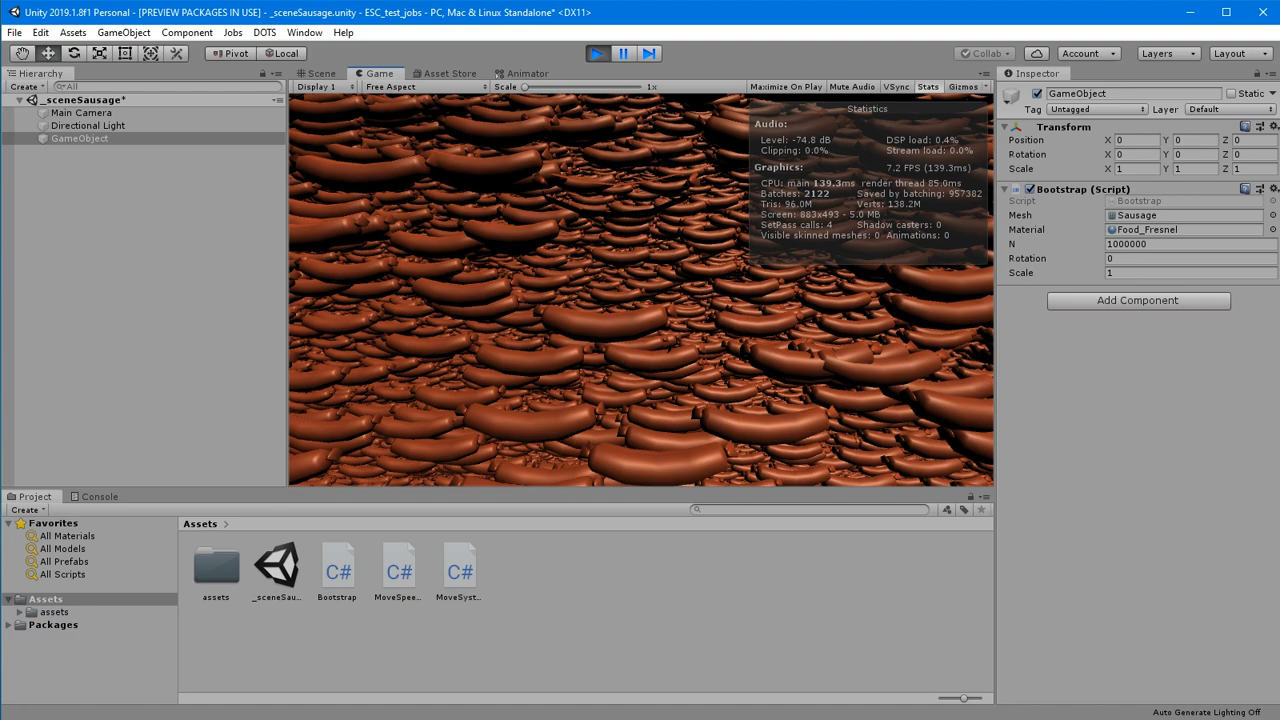 Unity 2019.1.8f1 Personal - [PREVIEW PACKAGES IN USE] - _sceneSausage.unity - ESC_test_jobs - PC, Mac & Linux Standalone* <DX11>
File Edit Assets GameObject Component Jobs DOTS Window Help
Pivot Local Collab Account Layers Layout
Hierarchy Scene Game Asset Store Animator Inspector
Create All Display 1 Free Aspect Scale 1x Maximize On Play Mute Audio VSync Stats Gizmos
_sceneSausage*
Main Camera
Directional Light
GameObject
Statistics
Audio:
Level: -74.8 dB DSP load: 0.4%
Clipping: 0.0% Stream load: 0.0%
Graphics: 7.2 FPS (139.3ms)
CPU: main 139.3ms render thread 85.0ms
Batches: 2122 Saved by batching: 957382
Tris: 96.0M Verts: 138.2M
Screen: 883x493 - 5.0 MB
SetPass calls: 4 Shadow casters: 0
Visible skinned meshes: 0 Animations: 0
GameObject Static
Tag Untagged Layer Default
Transform
Position X 0 Y 0 Z 0
Rotation X 0 Y 0 Z 0
Scale X 1 Y 1 Z 1
Bootstrap (Script)
Script Bootstrap
Mesh Sausage
Material Food_Fresnel
N 1000000
Rotation 0
Scale 1
Add Component
Project Console
Create
Favorites
All Materials
All Models
All Prefabs
All Scripts
Assets
assets
Packages
Assets
C# C# C#
assets _sceneSau... Bootstrap MoveSpee... MoveSyst...
Auto Generate Lighting Off